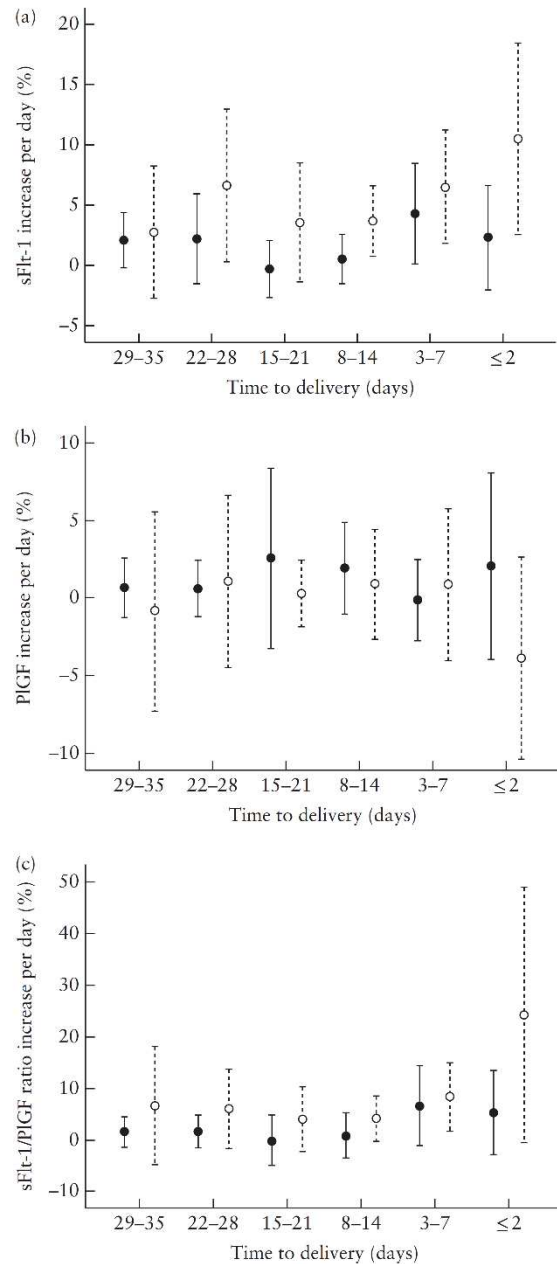 (a)
sFlt-1 increase per day (%)
20
15
10
5
0
−5
29–35 22–28 15–21 8–14 3–7 ≤2
Time to delivery (days)
(b)
PlGF increase per day (%)
10
5
0
−5
−10
29–35 22–28 15–21 8–14 3–7 ≤2
Time to delivery (days)
(c)
sFlt-1/PlGF ratio increase per day (%)
50
40
30
20
10
0
−10
29–35 22–28 15–21 8–14 3–7 ≤2
Time to delivery (days)